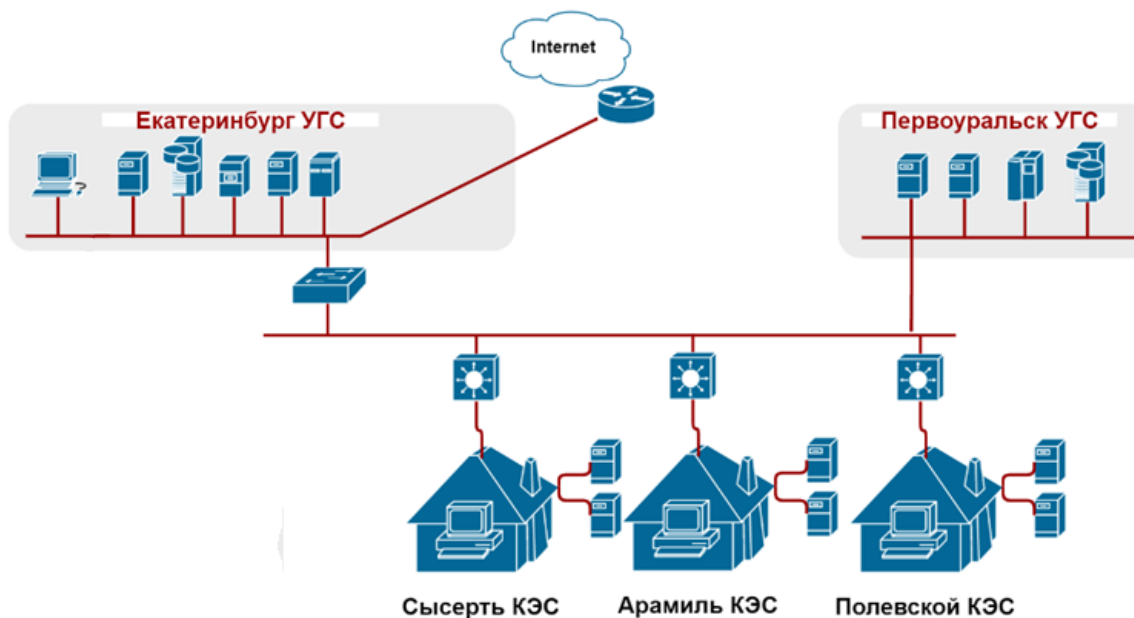 Internet
Екатеринбург УГС
Первоуральск УГС
?
Сысерть КЭС
Арамиль КЭС
Полевской КЭС